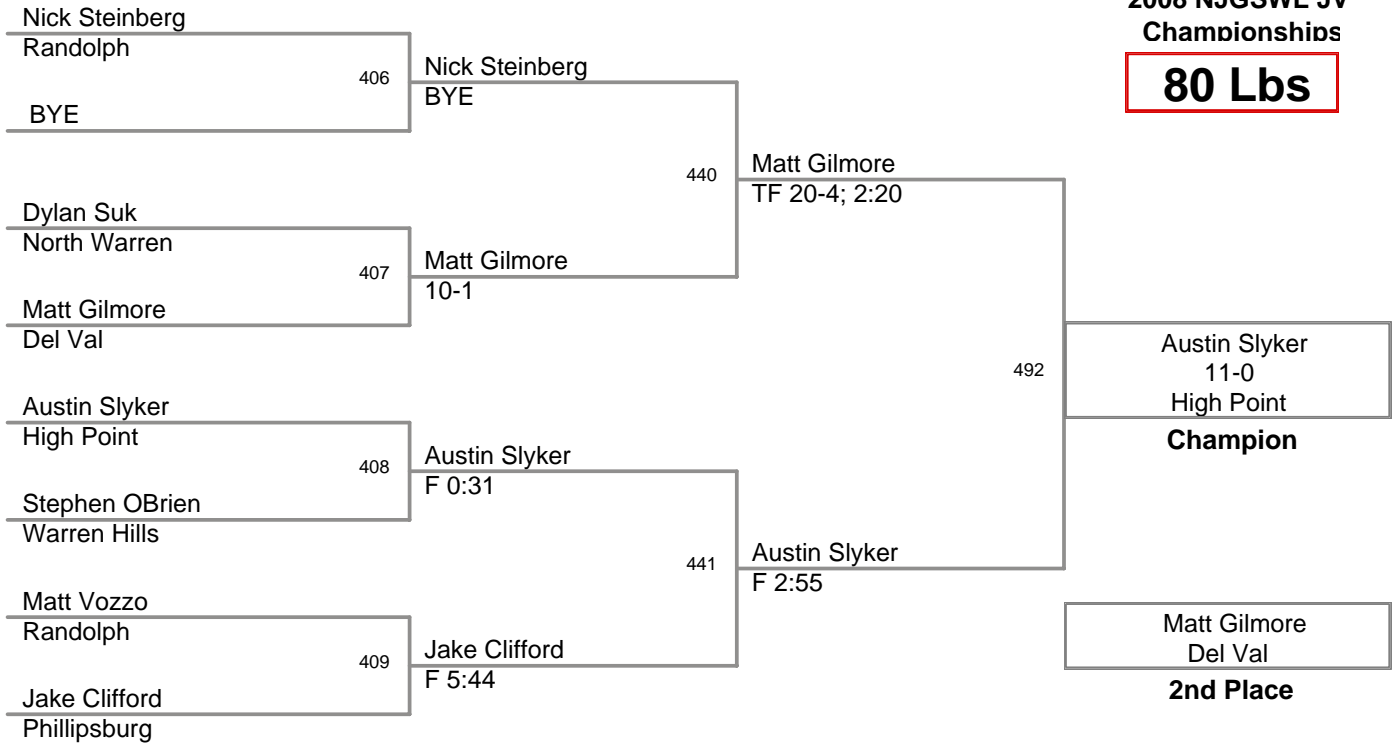 2008 NJGSWL JV
Championships
80 Lbs
Nick Steinberg
Randolph
406
BYE
Nick Steinberg
BYE
440
Dylan Suk
North Warren
407
Matt Gilmore
Del Val
Matt Gilmore
10-1
Matt Gilmore
TF 20-4; 2:20
492
Austin Slyker
High Point
408
Stephen OBrien
Warren Hills
Austin Slyker
F 0:31
441
Matt Vozzo
Randolph
409
Jake Clifford
Phillipsburg
Jake Clifford
F 5:44
Austin Slyker
F 2:55
Austin Slyker
11-0
High Point
Champion
Matt Gilmore
Del Val
2nd Place